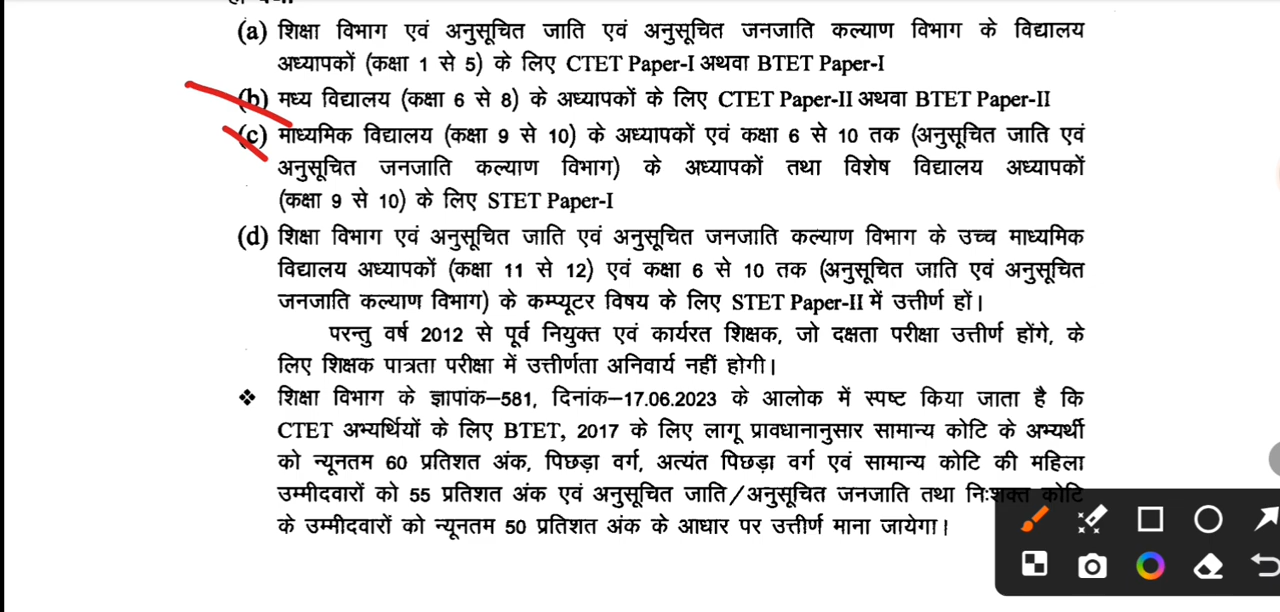 (a) शिक्षा विभाग एवं अनुसूचित जाति एवं अनुसूचित जनजाति कल्याण विभाग के विद्यालय
अध्यापकों (कक्षा 1 से 5) के लिए CTET Paper-I अथवा BTET Paper-I
(b) मध्य विद्यालय (कक्षा 6 से 8) के अध्यापकों के लिए CTET Paper-II अथवा BTET Paper-II
(c) माध्यमिक विद्यालय (कक्षा 9 से 10) के अध्यापकों एवं कक्षा 6 से 10 तक (अनुसूचित जाति एवं
अनुसूचित जनजाति कल्याण विभाग) के अध्यापकों तथा विशेष विद्यालय अध्यापकों
(कक्षा 9 से 10) के लिए STET Paper-I
(d) शिक्षा विभाग एवं अनुसूचित जाति एवं अनुसूचित जनजाति कल्याण विभाग के उच्च माध्यमिक
विद्यालय अध्यापकों (कक्षा 11 से 12) एवं कक्षा 6 से 10 तक (अनुसूचित जाति एवं अनुसूचित
जनजाति कल्याण विभाग) के कम्प्यूटर विषय के लिए STET Paper-II में उत्तीर्ण हों।
परन्तु वर्ष 2012 से पूर्व नियुक्त एवं कार्यरत शिक्षक, जो दक्षता परीक्षा उत्तीर्ण होंगे, के
लिए शिक्षक पात्रता परीक्षा में उत्तीर्णता अनिवार्य नहीं होगी।
❖ शिक्षा विभाग के ज्ञापांक–581, दिनांक–17.06.2023 के आलोक में स्पष्ट किया जाता है कि
CTET अभ्यर्थियों के लिए BTET, 2017 के लिए लागू प्रावधानानुसार सामान्य कोटि के अभ्यर्थी
को न्यूनतम 60 प्रतिशत अंक, पिछड़ा वर्ग, अत्यंत पिछड़ा वर्ग एवं सामान्य कोटि की महिला
उम्मीदवारों को 55 प्रतिशत अंक एवं अनुसूचित जाति/अनुसूचित जनजाति तथा निःशक्त कोटि
के उम्मीदवारों को न्यूनतम 50 प्रतिशत अंक के आधार पर उत्तीर्ण माना जायेगा।